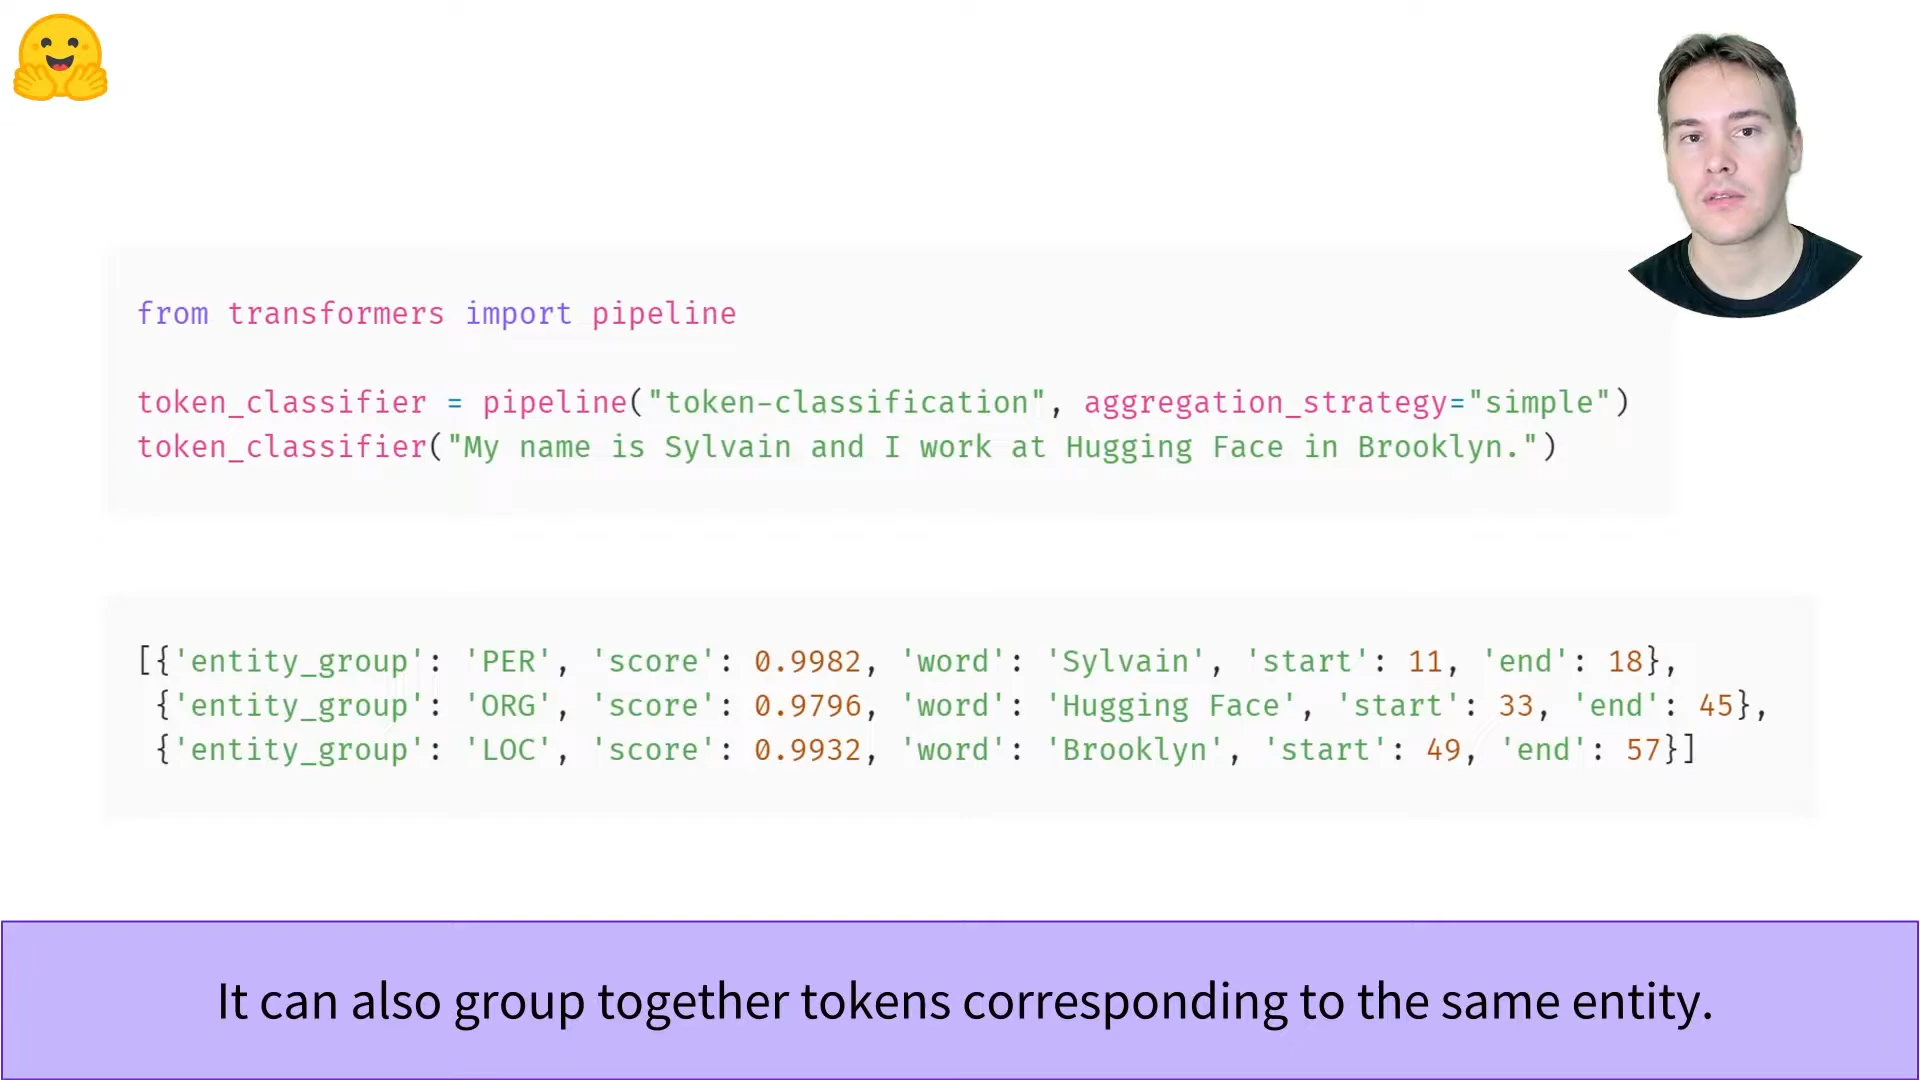 from transformers import pipeline
token_classifier = pipeline("token-classification", aggregation_strategy="simple")
token_classifier("My name is Sylvain and I work at Hugging Face in Brooklyn.")
[{'entity_group': 'PER', 'score': 0.9982, 'word': 'Sylvain', 'start': 11, 'end': 18},
{'entity_group': 'ORG', 'score': 0.9796, 'word': 'Hugging Face', 'start': 33, 'end': 45},
{'entity_group': 'LOC', 'score': 0.9932, 'word': 'Brooklyn', 'start': 49, 'end': 57}]
It can also group together tokens corresponding to the same entity.